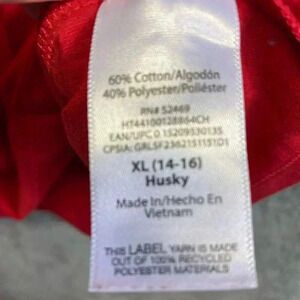 60% Cotton/Algodón
40% Polyester/Poliéster
RN# 52469
H144100128864CH
EAN/UPC 0 15209530135
CPSIA: GRLSF2362151151D1
XL (14-16)
Husky
Made In/Hecho En
Vietnam
THIS LABEL YARN IS MADE
OUT OF 100% RECYCLED
POLYESTER MATERIALS